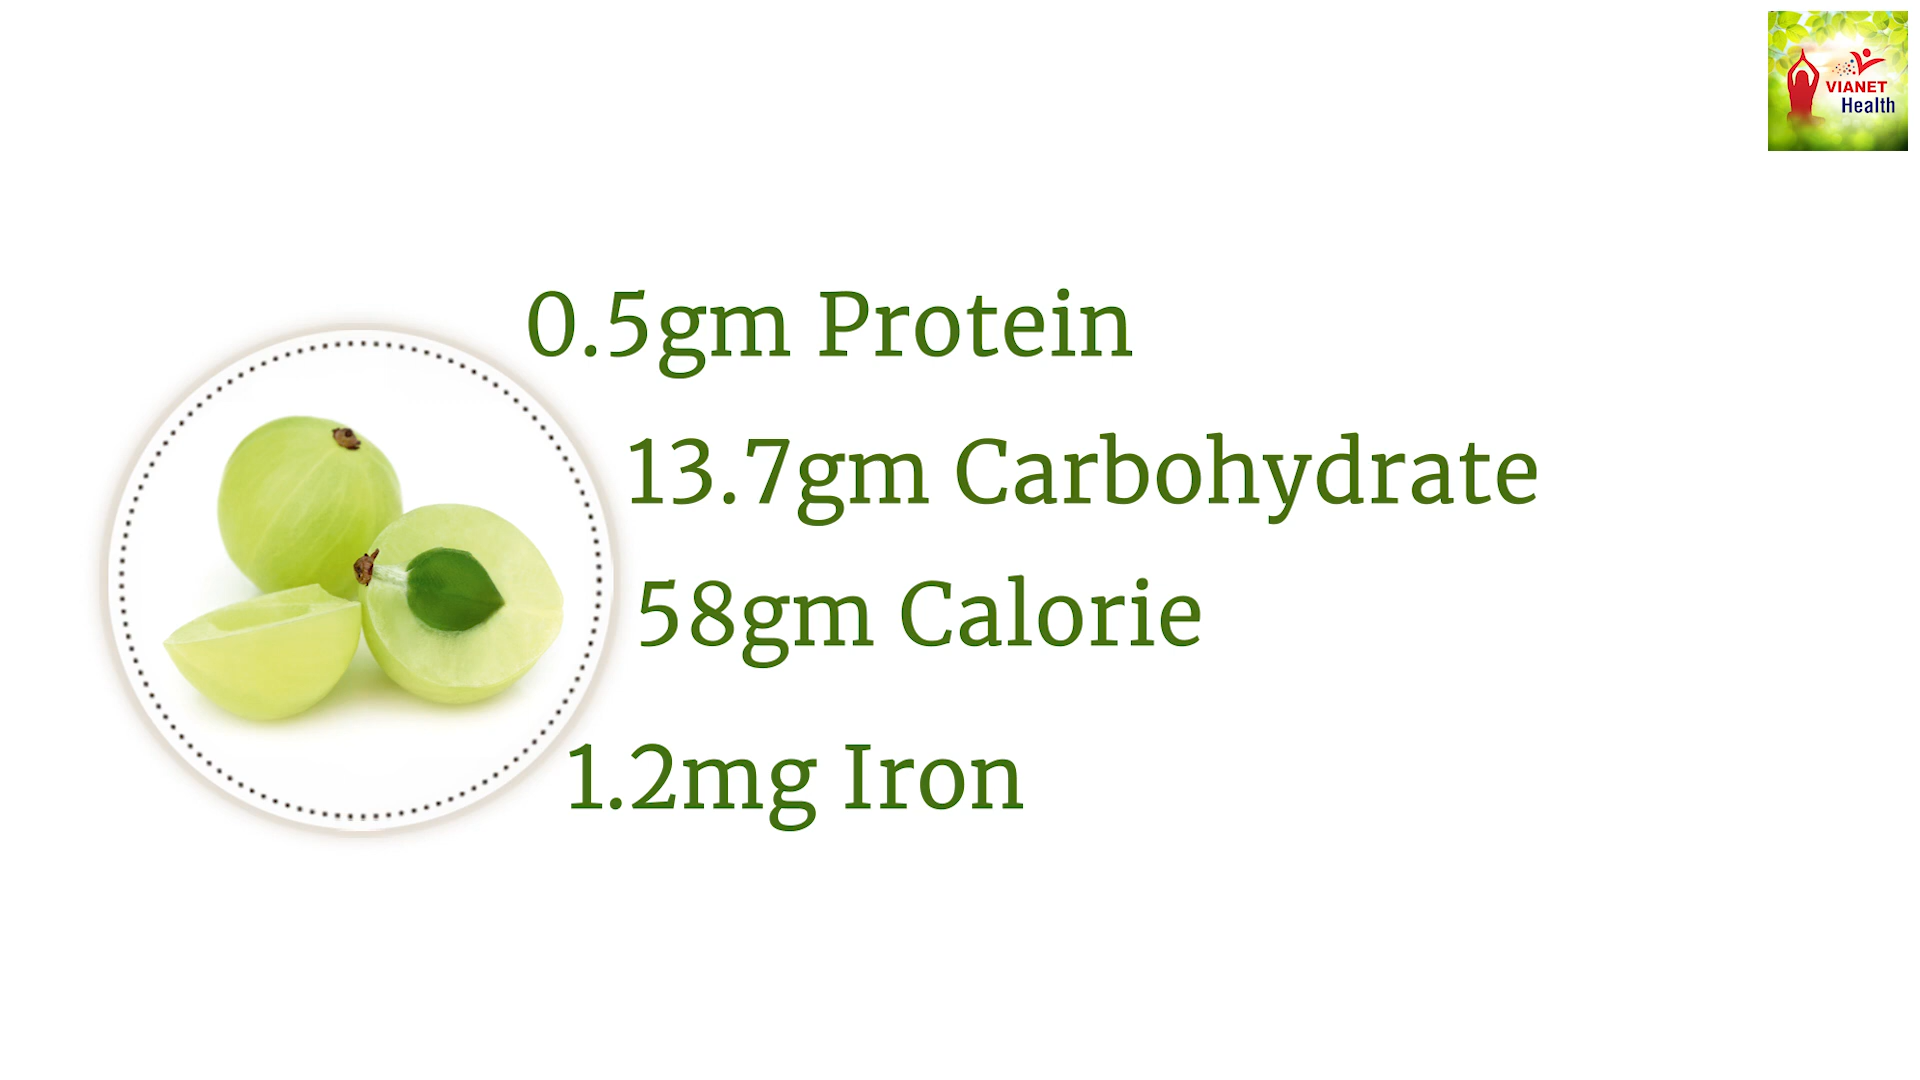 VIANET
Health
0.5gm Protein
13.7gm Carbohydrate
58gm Calorie
1.2mg Iron